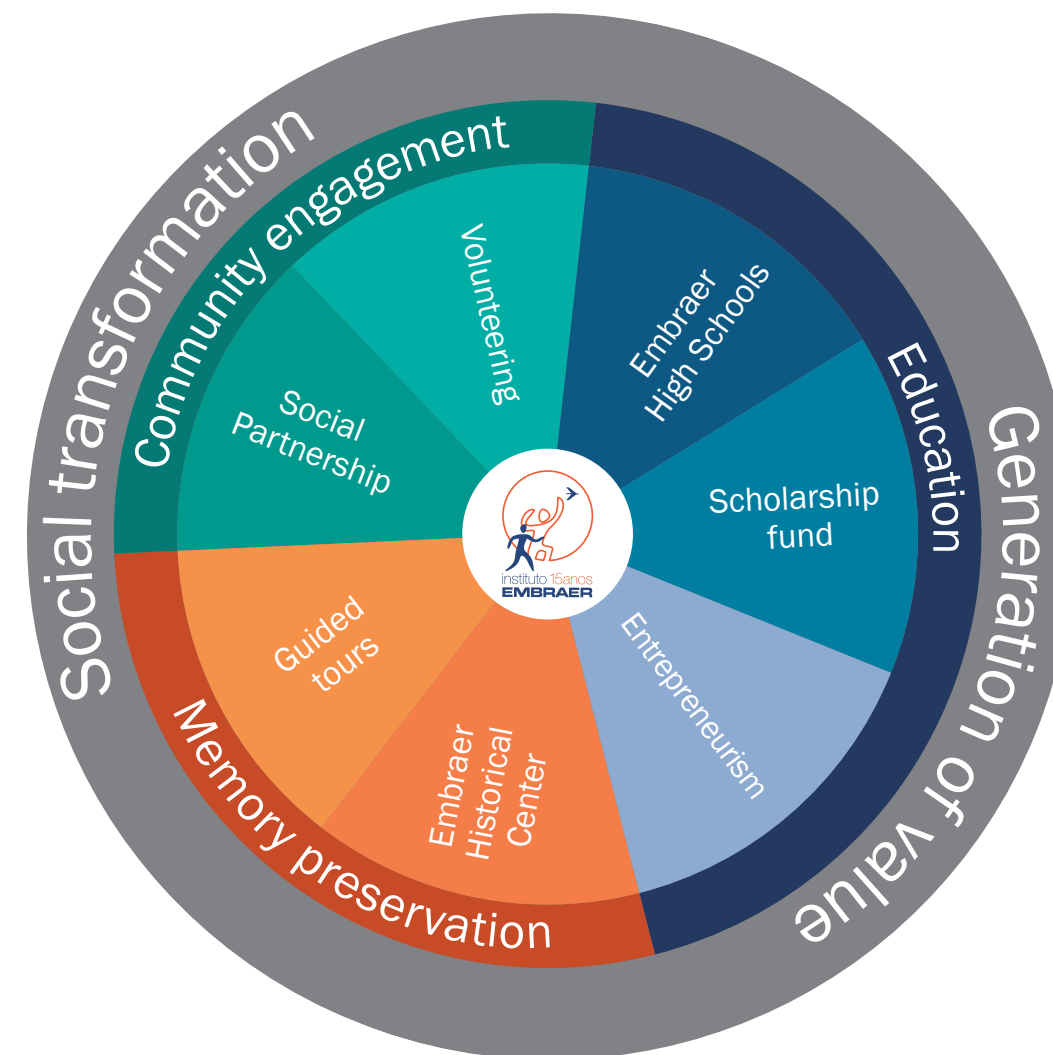 Social transformation
Generation of value
Community engagement
Education
Memory preservation
Volunteering
Embraer
High Schools
Scholarship
fund
Entrepreneurism
Embraer
Historical
Center
Guided
tours
Social
Partnership
instituto 15anos
EMBRAER